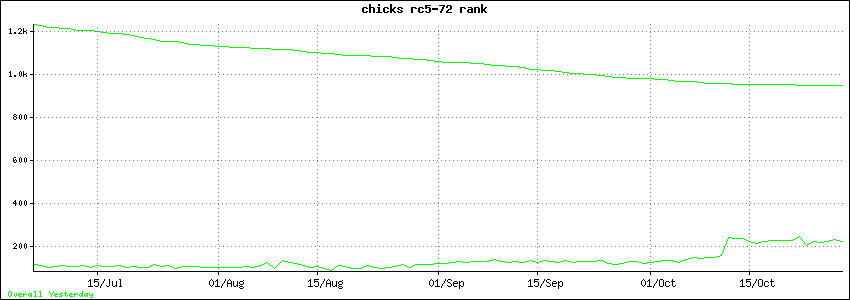 chicks rc5-72 rank
1.2k
1.0k
800
600
400
200
15/Jul 01/Aug 15/Aug 01/Sep 15/Sep 01/Oct 15/Oct
Overall Yesterday